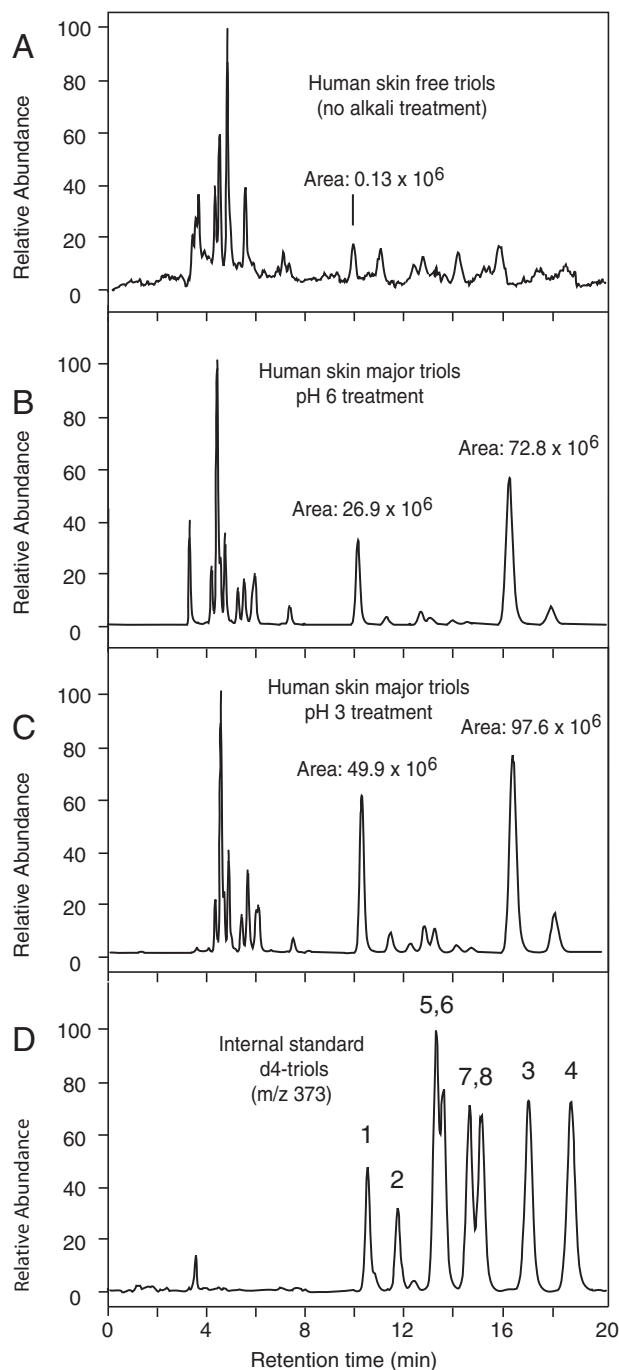 A
Relative Abundance
100
80
60
40
20
0
Human skin free triols
(no alkali treatment)
Area: 0.13 x 10⁶
B
Relative Abundance
100
80
60
40
20
0
Human skin major triols
pH 6 treatment
Area: 72.8 x 10⁶
Area: 26.9 x 10⁶
C
Relative Abundance
100
80
60
40
20
0
Human skin major triols
pH 3 treatment
Area: 97.6 x 10⁶
Area: 49.9 x 10⁶
D
Relative Abundance
100
80
60
40
20
0
Internal standard
d4-triols
(m/z 373)
1
2
5,6
7,8
3
4
0 4 8 12 16 20
Retention time (min)